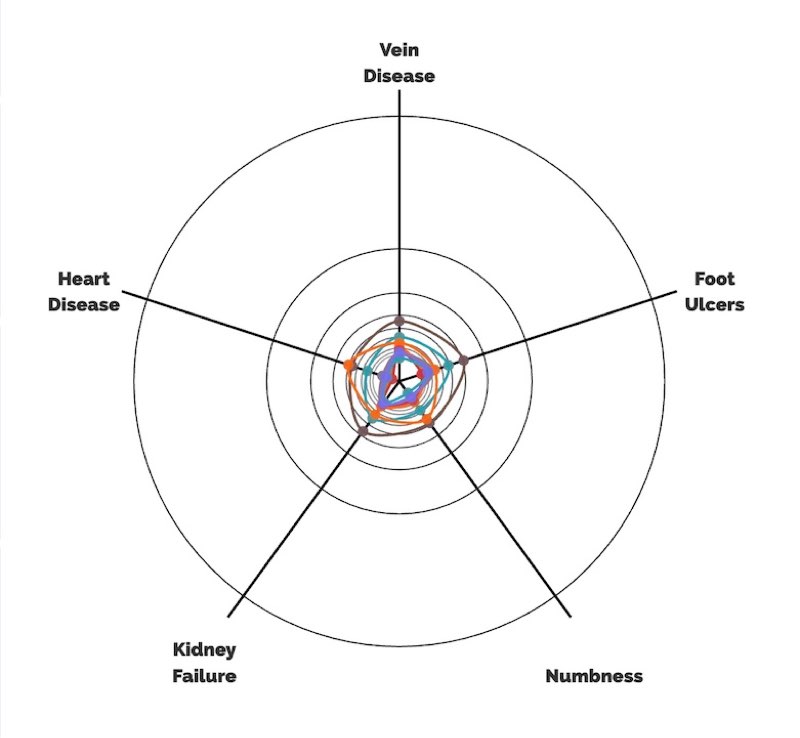 Vein
Disease
Heart
Disease
Foot
Ulcers
Kidney
Failure
Numbness